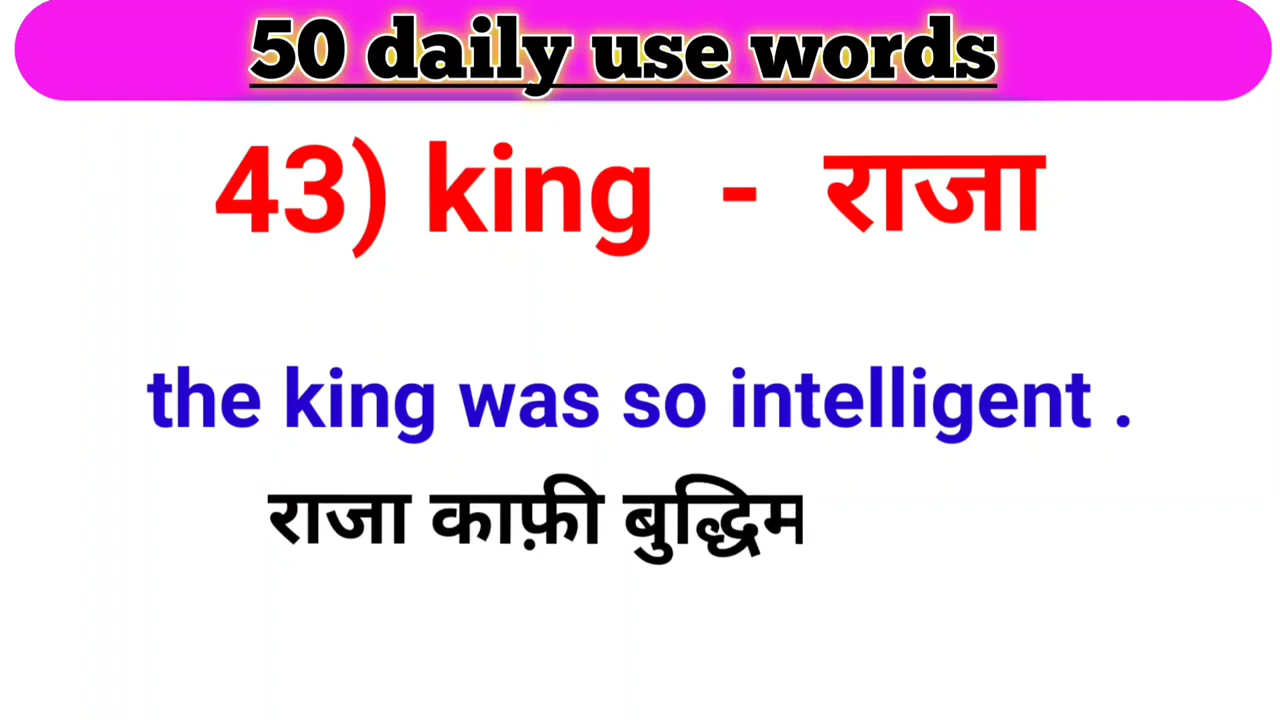 50 daily use words
43) king - राजा
the king was so intelligent .
राजा काफ़ी बुद्धिम